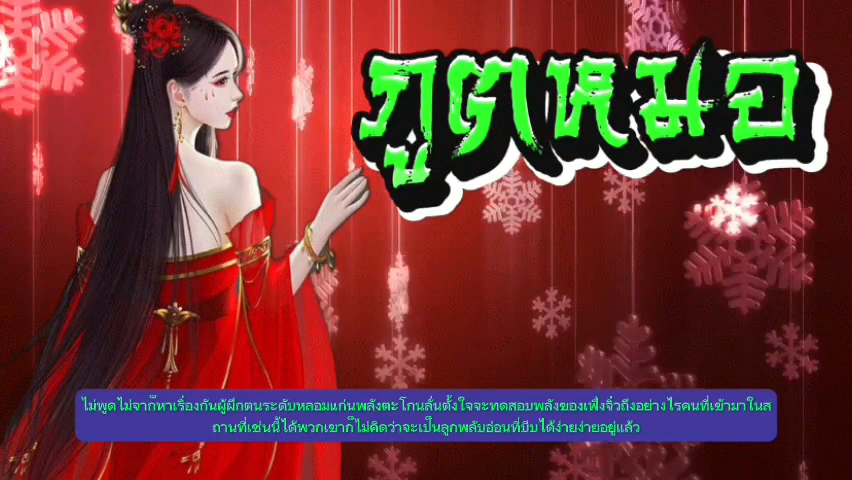 ภูตหมอ
ไม่พูดไม่จาก็หาเรื่องกันผู้ฝึกตนระดับหลอมแก่นพลังตะโกนลั่นตั้งใจจะทดสอบพลังของเฟิ่งจิ่วถึงอย่างไรคนที่เข้ามาในส
ถานที่เช่นนี้ได้พวกเขาก็ไม่คิดว่าจะเป็นลูกพลับอ่อนที่บีบได้ง่ายง่ายอยู่แล้ว